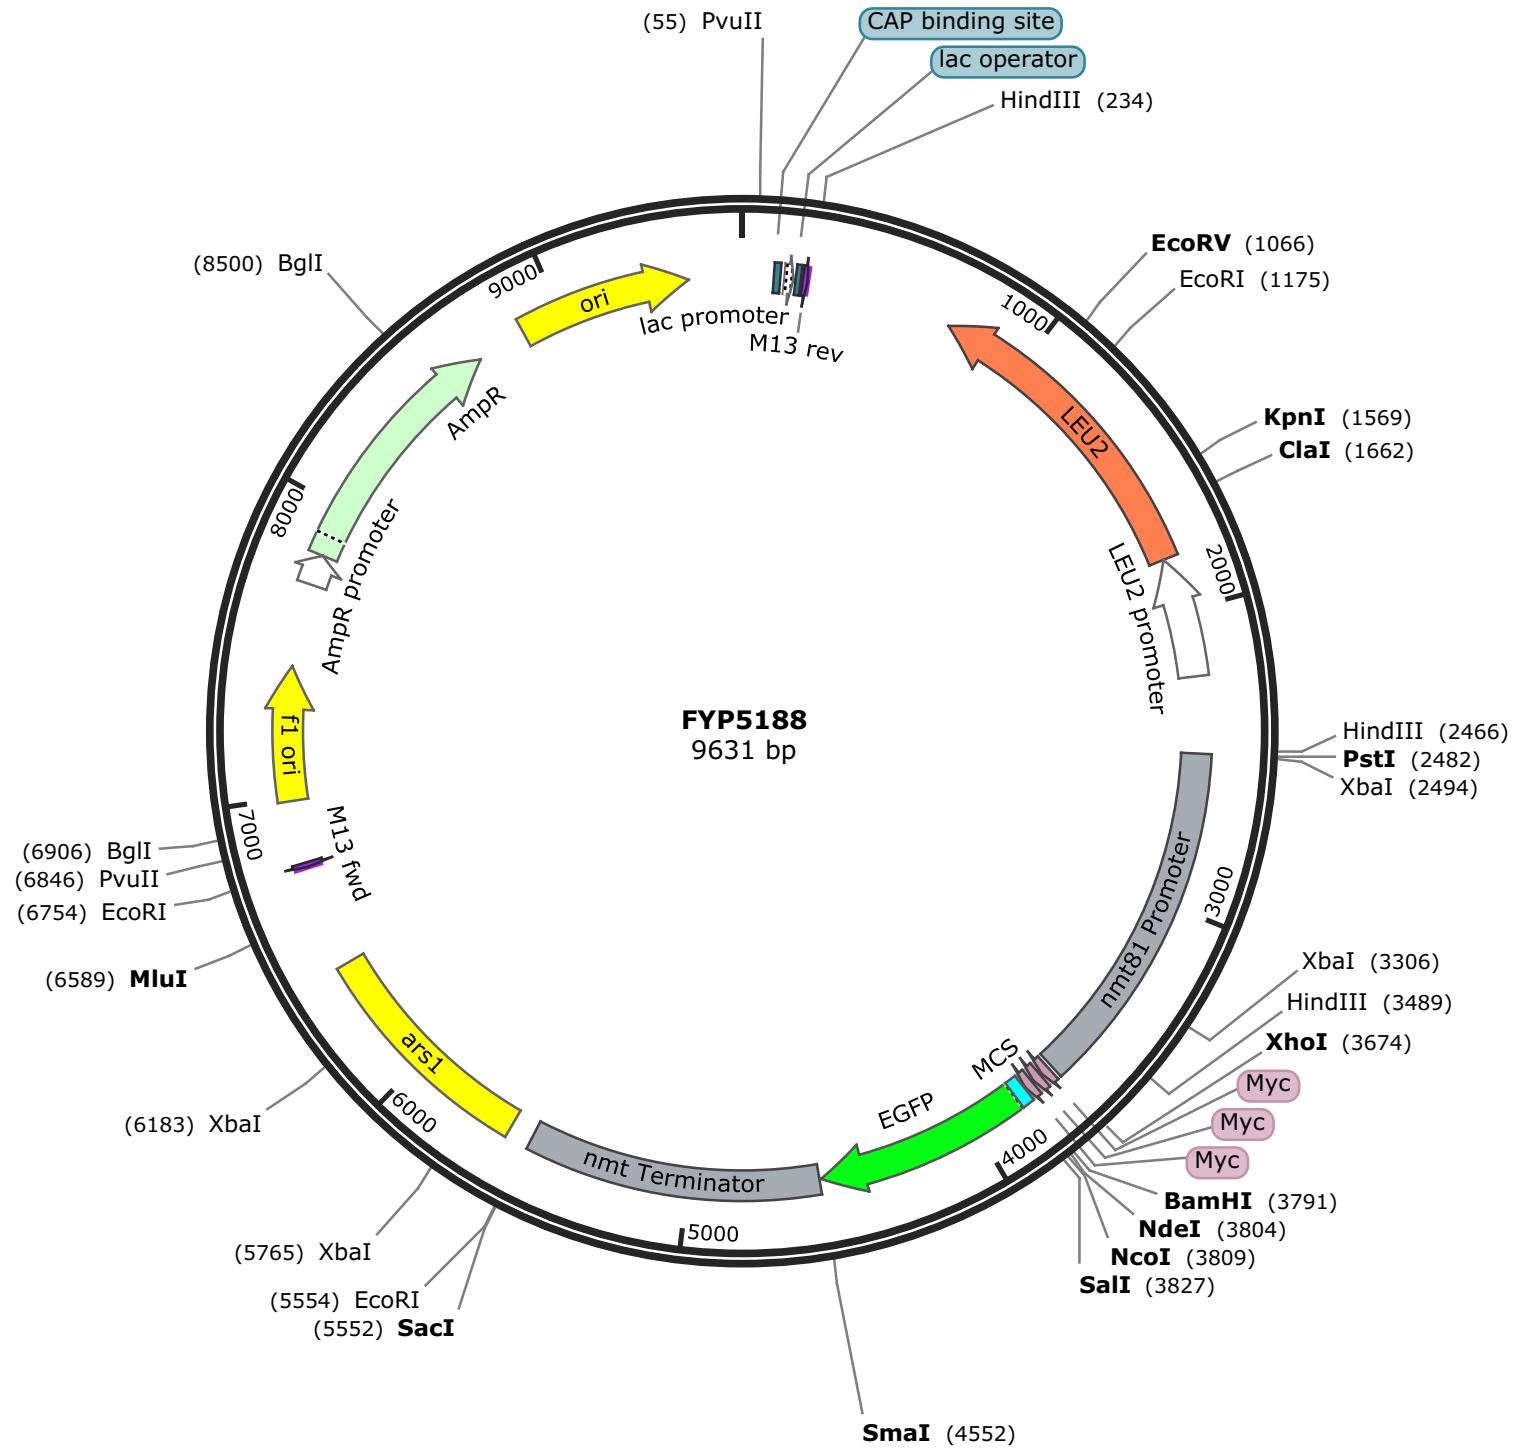 (55) PvuII
CAP binding site
lac operator
HindIII (234)
EcoRV (1066)
EcoRI (1175)
KpnI (1569)
ClaI (1662)
HindIII (2466)
PstI (2482)
XbaI (2494)
XbaI (3306)
HindIII (3489)
XhoI (3674)
Myc
Myc
Myc
BamHI (3791)
NdeI (3804)
NcoI (3809)
SalI (3827)
SmaI (4552)
(5552) SacI
(5554) EcoRI
(5765) XbaI
(6183) XbaI
(6589) MluI
(6754) EcoRI
(6846) PvuII
(6906) BglI
(8500) BglI
1000
2000
3000
4000
5000
6000
7000
8000
9000
lac promoter
M13 rev
LEU2
LEU2 promoter
nmt81 Promoter
MCS
EGFP
nmt Terminator
ars1
M13 fwd
f1 ori
AmpR promoter
AmpR
ori
FYP5188
9631 bp